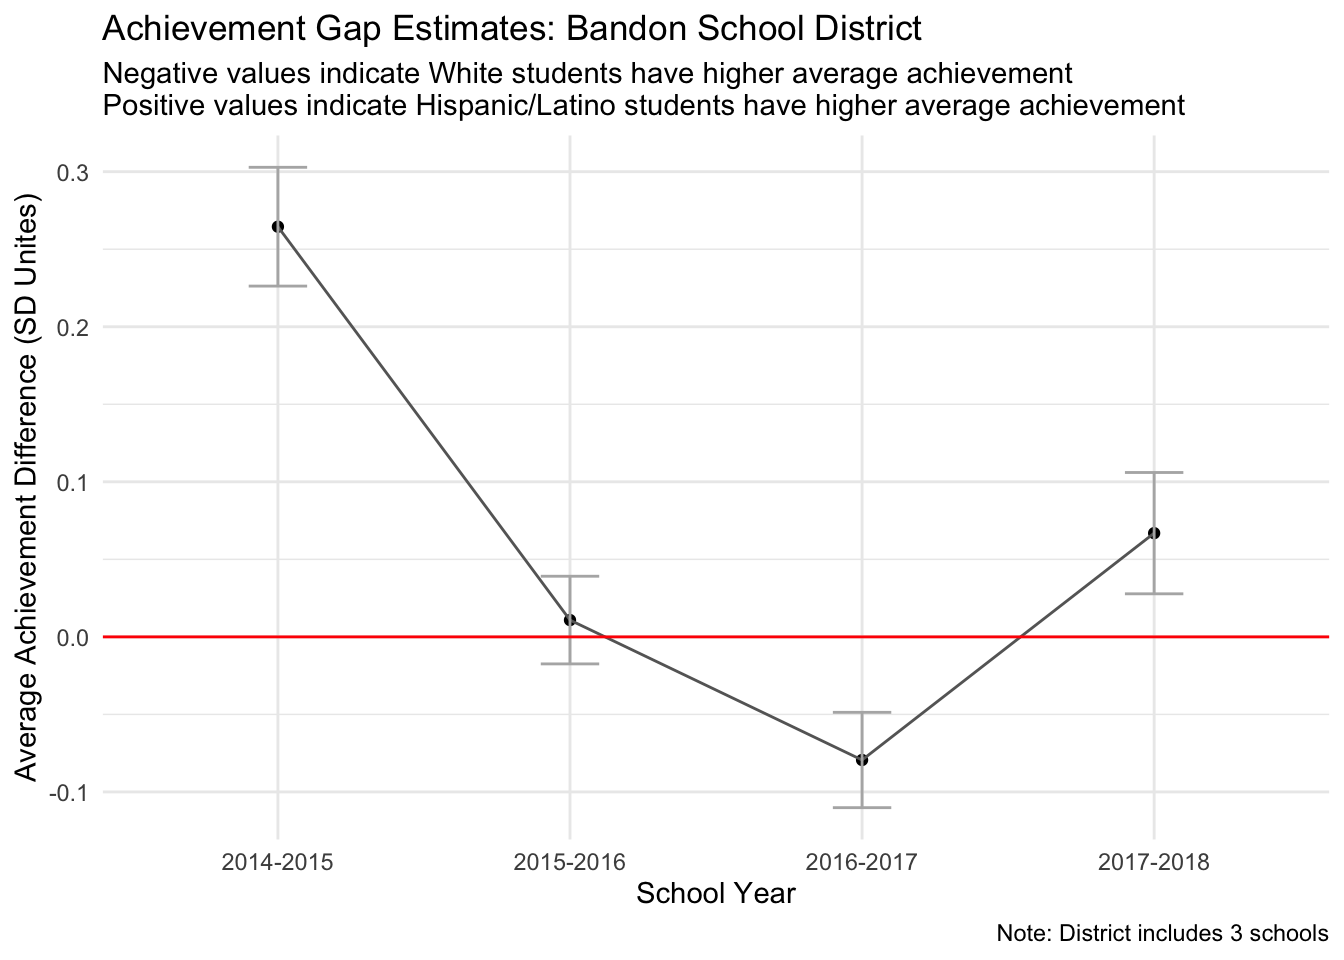 Achievement Gap Estimates: Bandon School District
Negative values indicate White students have higher average achievement
Positive values indicate Hispanic/Latino students have higher average achievement
Average Achievement Difference (SD Unites)
0.3
0.2
0.1
0.0
-0.1
2014-2015
2015-2016
2016-2017
2017-2018
School Year
Note: District includes 3 schools